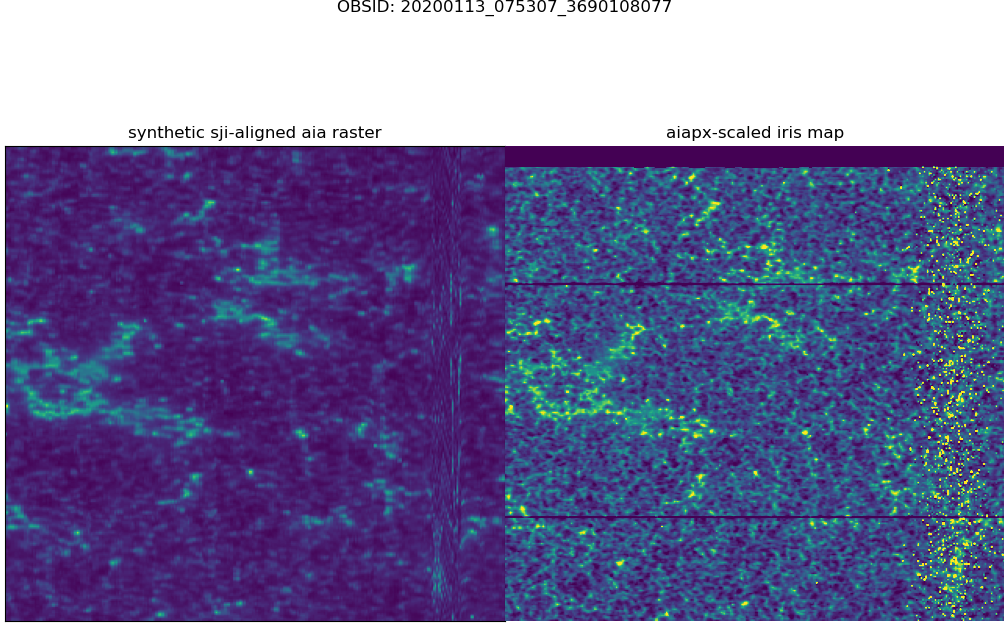 OBSID: 20200113_075307_3690108077
synthetic sji-aligned aia raster
aiapx-scaled iris map